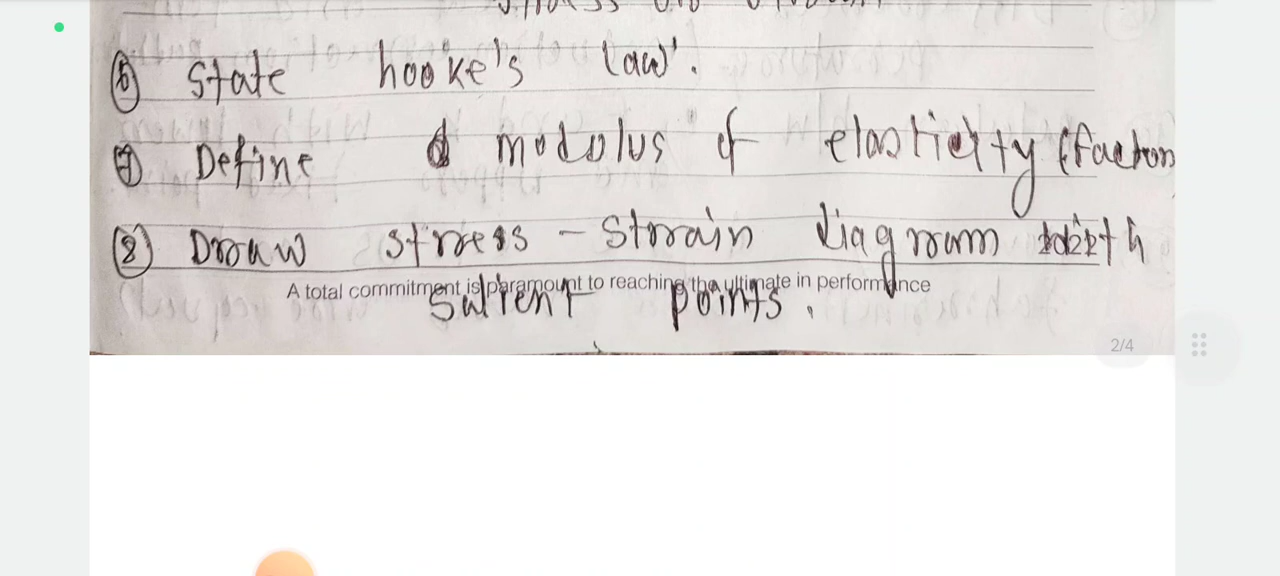 ⑥ State hooke's law'.
⑦ Define modulus of elasticity (factor
⑧ Draw stress - strain diagram with
A total commitment is paramount to reaching the ultimate in performance
Salient points.
2/4